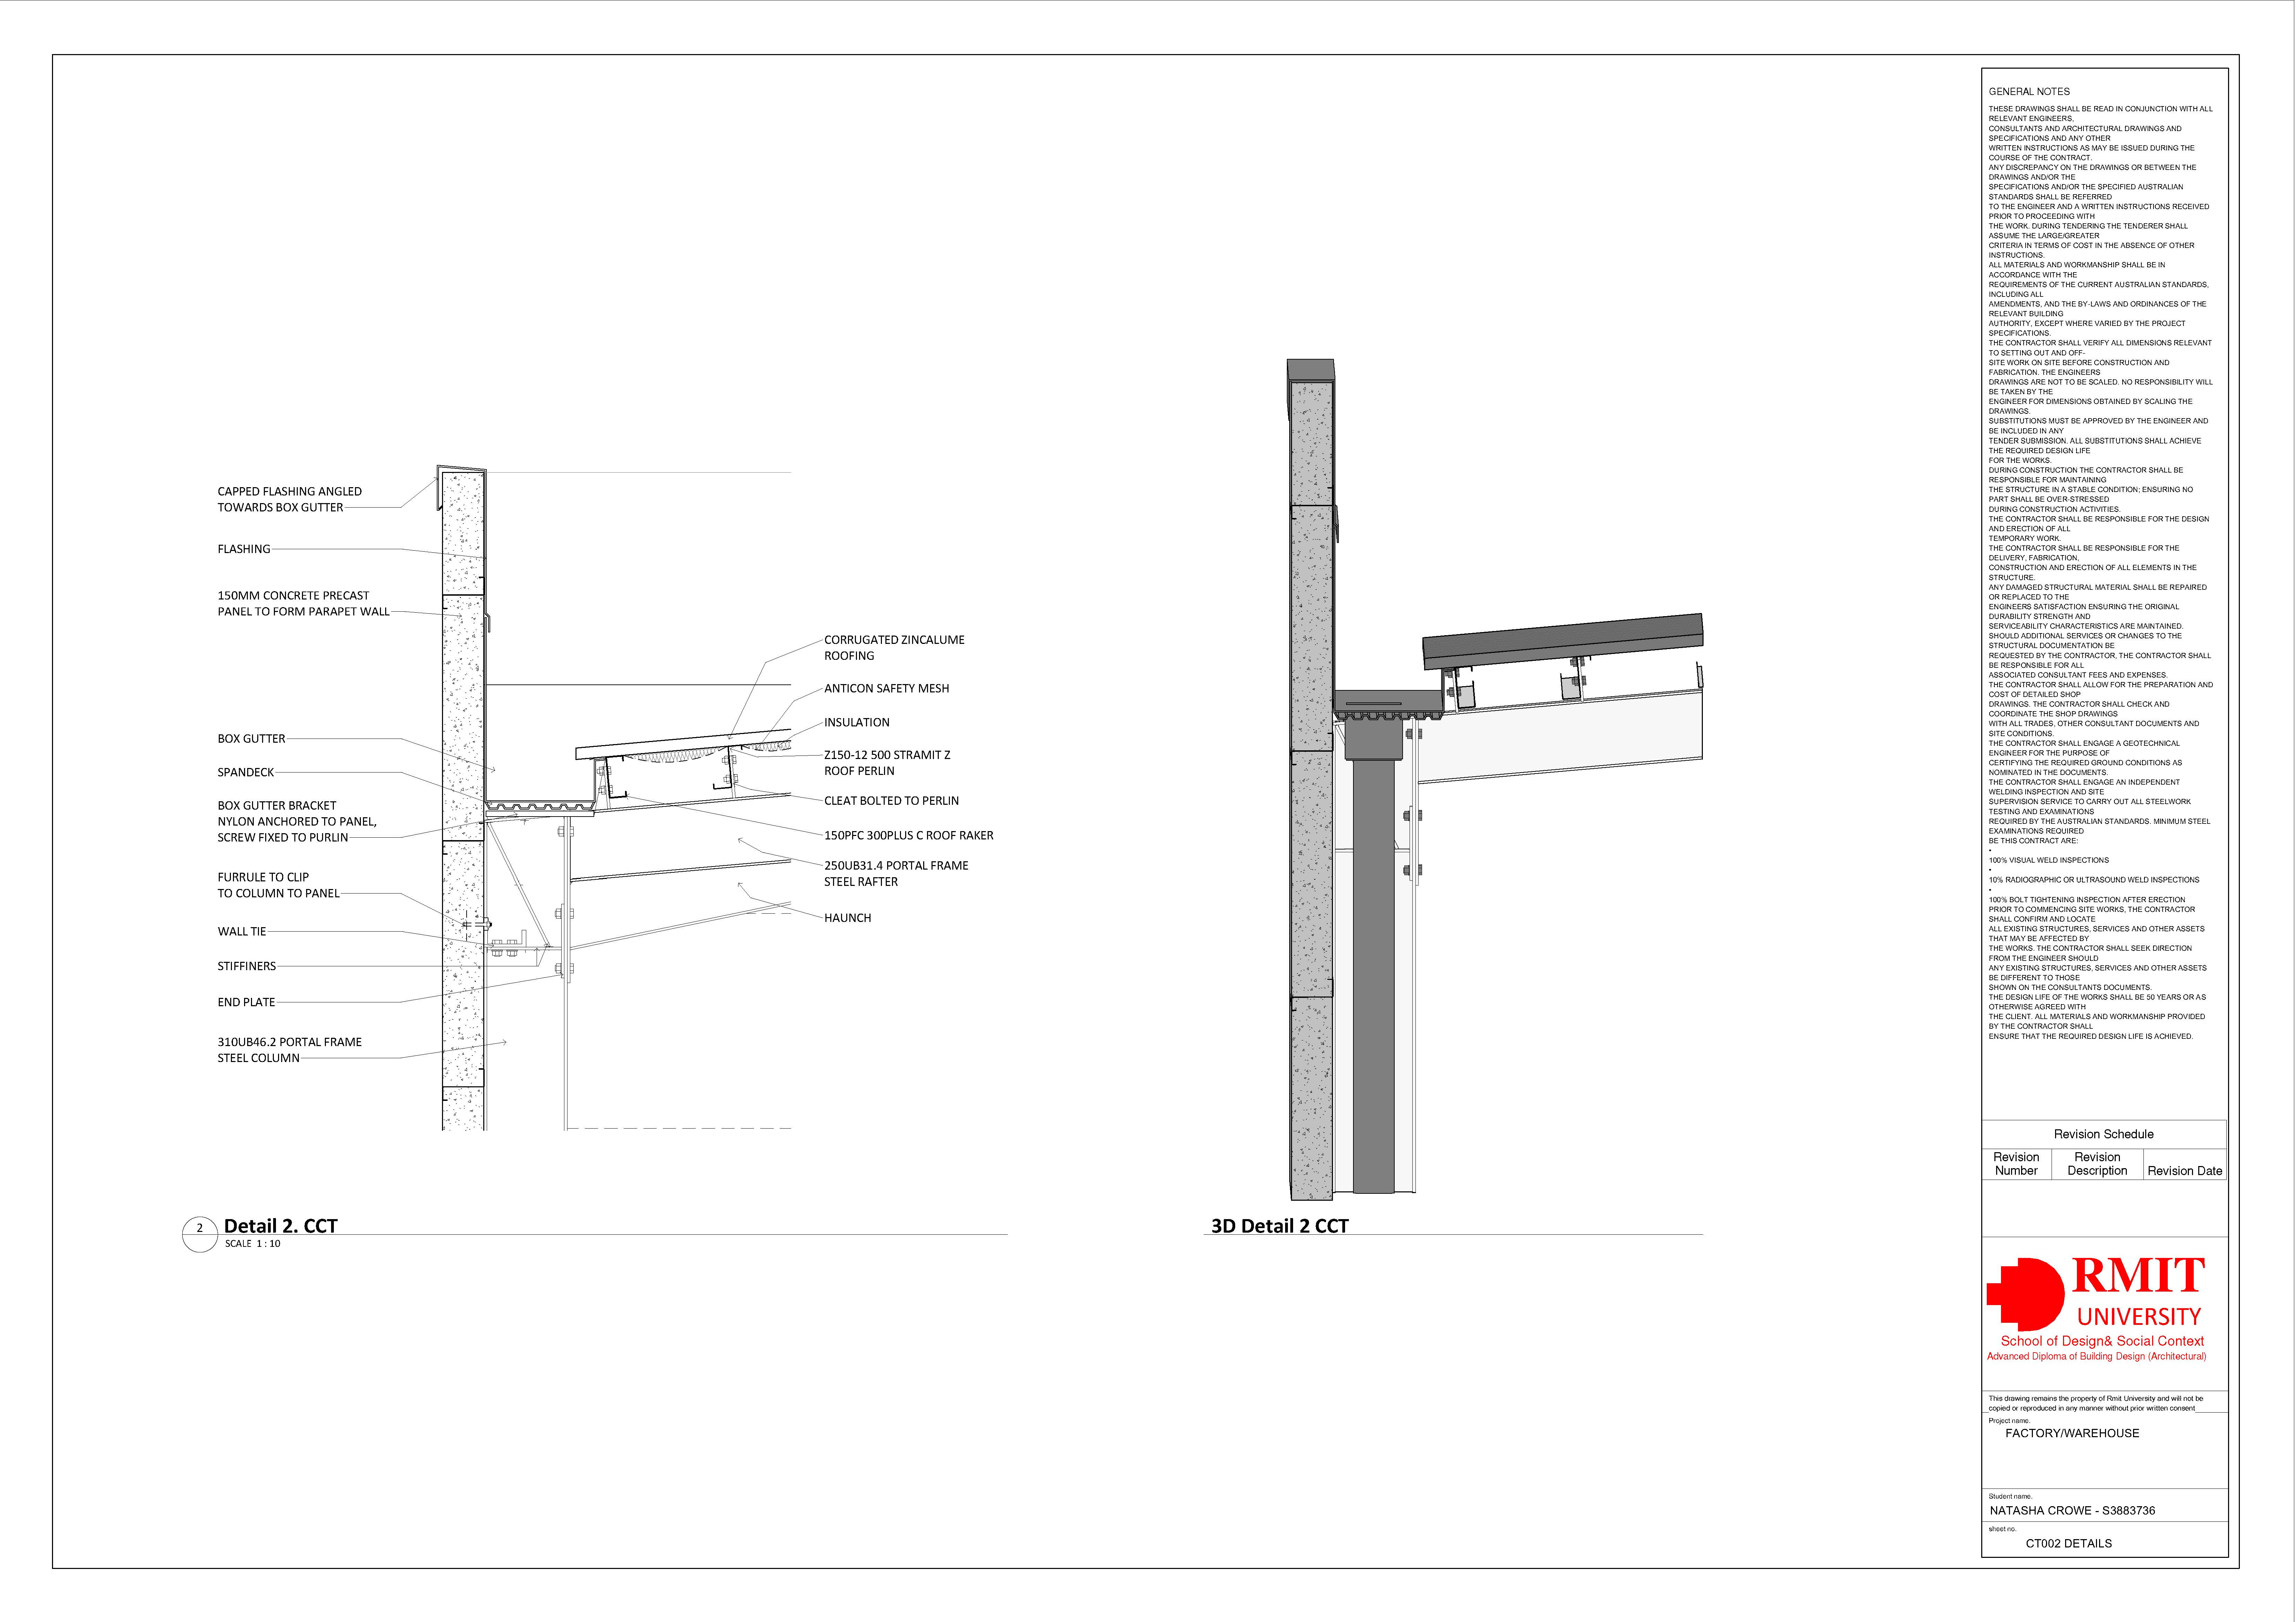 CAPPED FLASHING ANGLED
TOWARDS BOX GUTTER
FLASHING
150MM CONCRETE PRECAST
PANEL TO FORM PARAPET WALL
BOX GUTTER
SPANDECK
BOX GUTTER BRACKET
NYLON ANCHORED TO PANEL,
SCREW FIXED TO PURLIN
FURRULE TO CLIP
TO COLUMN TO PANEL
WALL TIE
STIFFINERS
END PLATE
310UB46.2 PORTAL FRAME
STEEL COLUMN
CORRUGATED ZINCALUME
ROOFING
ANTICON SAFETY MESH
INSULATION
Z150-12 500 STRAMIT Z
ROOF PERLIN
CLEAT BOLTED TO PERLIN
150PFC 300PLUS C ROOF RAKER
250UB31.4 PORTAL FRAME
STEEL RAFTER
HAUNCH
2
Detail 2. CCT
SCALE 1 : 10
3D Detail 2 CCT
GENERAL NOTES
THESE DRAWINGS SHALL BE READ IN CONJUNCTION WITH ALL
RELEVANT ENGINEERS,
CONSULTANTS AND ARCHITECTURAL DRAWINGS AND
SPECIFICATIONS AND ANY OTHER
WRITTEN INSTRUCTIONS AS MAY BE ISSUED DURING THE
COURSE OF THE CONTRACT.
ANY DISCREPANCY ON THE DRAWINGS OR BETWEEN THE
DRAWINGS AND/OR THE
SPECIFICATIONS AND/OR THE SPECIFIED AUSTRALIAN
STANDARDS SHALL BE REFERRED
TO THE ENGINEER AND A WRITTEN INSTRUCTIONS RECEIVED
PRIOR TO PROCEEDING WITH
THE WORK. DURING TENDERING THE TENDERER SHALL
ASSUME THE LARGE/GREATER
CRITERIA IN TERMS OF COST IN THE ABSENCE OF OTHER
INSTRUCTIONS.
ALL MATERIALS AND WORKMANSHIP SHALL BE IN
ACCORDANCE WITH THE
REQUIREMENTS OF THE CURRENT AUSTRALIAN STANDARDS,
INCLUDING ALL
AMENDMENTS, AND THE BY-LAWS AND ORDINANCES OF THE
RELEVANT BUILDING
AUTHORITY, EXCEPT WHERE VARIED BY THE PROJECT
SPECIFICATIONS.
THE CONTRACTOR SHALL VERIFY ALL DIMENSIONS RELEVANT
TO SETTING OUT AND OFF-
SITE WORK ON SITE BEFORE CONSTRUCTION AND
FABRICATION. THE ENGINEERS
DRAWINGS ARE NOT TO BE SCALED. NO RESPONSIBILITY WILL
BE TAKEN BY THE
ENGINEER FOR DIMENSIONS OBTAINED BY SCALING THE
DRAWINGS.
SUBSTITUTIONS MUST BE APPROVED BY THE ENGINEER AND
BE INCLUDED IN ANY
TENDER SUBMISSION. ALL SUBSTITUTIONS SHALL ACHIEVE
THE REQUIRED DESIGN LIFE
FOR THE WORKS.
DURING CONSTRUCTION THE CONTRACTOR SHALL BE
RESPONSIBLE FOR MAINTAINING
THE STRUCTURE IN A STABLE CONDITION; ENSURING NO
PART SHALL BE OVER-STRESSED
DURING CONSTRUCTION ACTIVITIES.
THE CONTRACTOR SHALL BE RESPONSIBLE FOR THE DESIGN
AND ERECTION OF ALL
TEMPORARY WORK.
THE CONTRACTOR SHALL BE RESPONSIBLE FOR THE
DELIVERY, FABRICATION,
CONSTRUCTION AND ERECTION OF ALL ELEMENTS IN THE
STRUCTURE.
ANY DAMAGED STRUCTURAL MATERIAL SHALL BE REPAIRED
OR REPLACED TO THE
ENGINEERS SATISFACTION ENSURING THE ORIGINAL
DURABILITY STRENGTH AND
SERVICEABILITY CHARACTERISTICS ARE MAINTAINED.
SHOULD ADDITIONAL SERVICES OR CHANGES TO THE
STRUCTURAL DOCUMENTATION BE
REQUESTED BY THE CONTRACTOR, THE CONTRACTOR SHALL
BE RESPONSIBLE FOR ALL
ASSOCIATED CONSULTANT FEES AND EXPENSES.
THE CONTRACTOR SHALL ALLOW FOR THE PREPARATION AND
COST OF DETAILED SHOP
DRAWINGS. THE CONTRACTOR SHALL CHECK AND
COORDINATE THE SHOP DRAWINGS
WITH ALL TRADES, OTHER CONSULTANT DOCUMENTS AND
SITE CONDITIONS.
THE CONTRACTOR SHALL ENGAGE A GEOTECHNICAL
ENGINEER FOR THE PURPOSE OF
CERTIFYING THE REQUIRED GROUND CONDITIONS AS
NOMINATED IN THE DOCUMENTS.
THE CONTRACTOR SHALL ENGAGE AN INDEPENDENT
WELDING INSPECTION AND SITE
SUPERVISION SERVICE TO CARRY OUT ALL STEELWORK
TESTING AND EXAMINATIONS
REQUIRED BY THE AUSTRALIAN STANDARDS. MINIMUM STEEL
EXAMINATIONS REQUIRED
BE THIS CONTRACT ARE:
•
100% VISUAL WELD INSPECTIONS
•
10% RADIOGRAPHIC OR ULTRASOUND WELD INSPECTIONS
•
100% BOLT TIGHTENING INSPECTION AFTER ERECTION
PRIOR TO COMMENCING SITE WORKS, THE CONTRACTOR
SHALL CONFIRM AND LOCATE
ALL EXISTING STRUCTURES, SERVICES AND OTHER ASSETS
THAT MAY BE AFFECTED BY
THE WORKS. THE CONTRACTOR SHALL SEEK DIRECTION
FROM THE ENGINEER SHOULD
ANY EXISTING STRUCTURES, SERVICES AND OTHER ASSETS
BE DIFFERENT TO THOSE
SHOWN ON THE CONSULTANTS DOCUMENTS.
THE DESIGN LIFE OF THE WORKS SHALL BE 50 YEARS OR AS
OTHERWISE AGREED WITH
THE CLIENT. ALL MATERIALS AND WORKMANSHIP PROVIDED
BY THE CONTRACTOR SHALL
ENSURE THAT THE REQUIRED DESIGN LIFE IS ACHIEVED.
Revision Schedule
Revision Number
Revision Description
Revision Date
RMIT
UNIVERSITY
School of Design& Social Context
Advanced Diploma of Building Design (Architectural)
This drawing remains the property of Rmit University and will not be
copied or reproduced in any manner without prior written consent
Project name.
FACTORY/WAREHOUSE
Student name.
NATASHA CROWE - S3883736
sheet no.
CT002 DETAILS